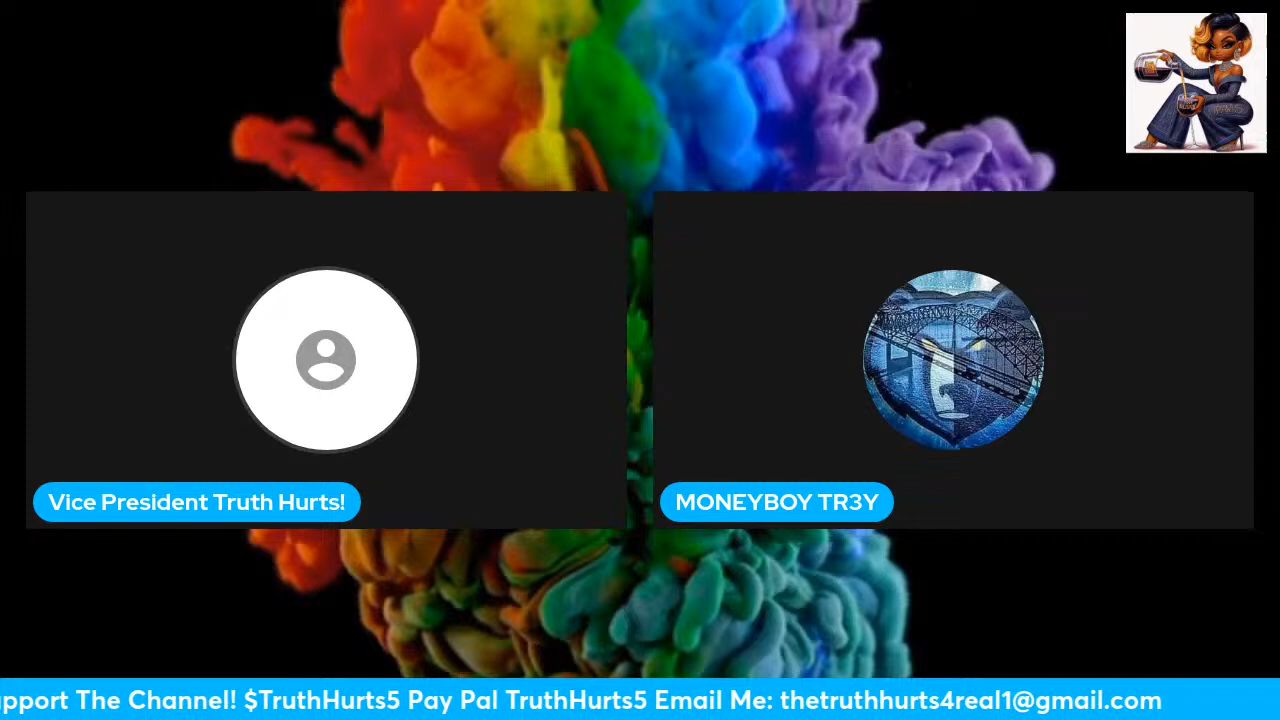 Vice President Truth Hurts!
MONEYBOY TR3Y
pport The Channel! $TruthHurts5 Pay Pal TruthHurts5 Email Me: thetruthhurts4real1@gmail.com